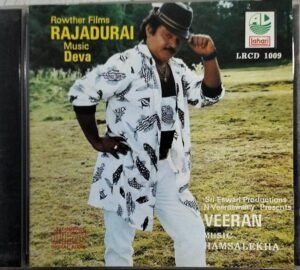 Rowther Films
RAJADURAI
Music
Deva
lahari
LRCD 1009
Sri Eswari Productions
N Veeraswamy Presents
VEERAN
MUSIC
HAMSALEKHA